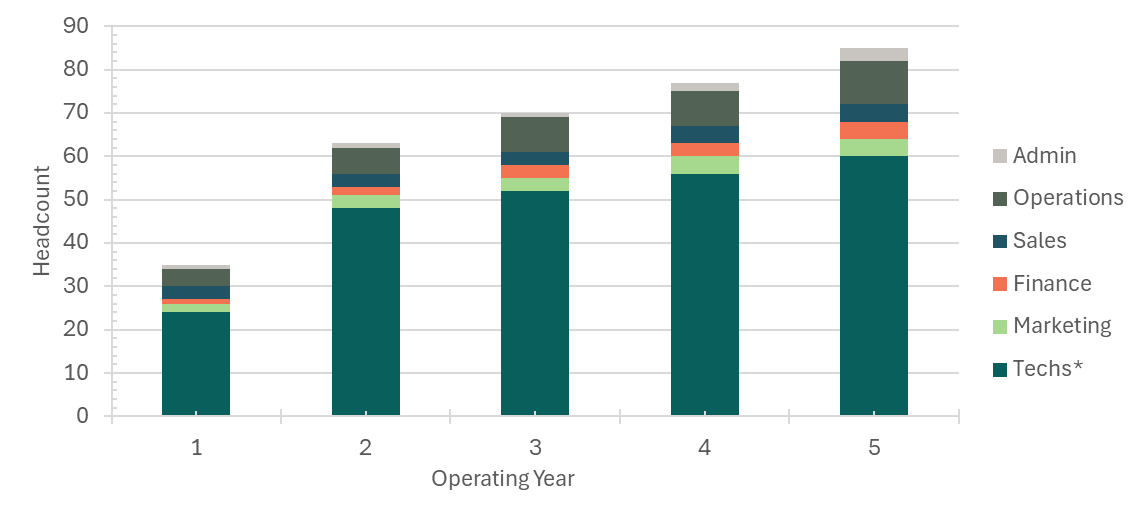 90
80
70
60
50
40
30
20
10
0
Headcount
1 2 3 4 5
Operating Year
Admin
Operations
Sales
Finance
Marketing
Techs*